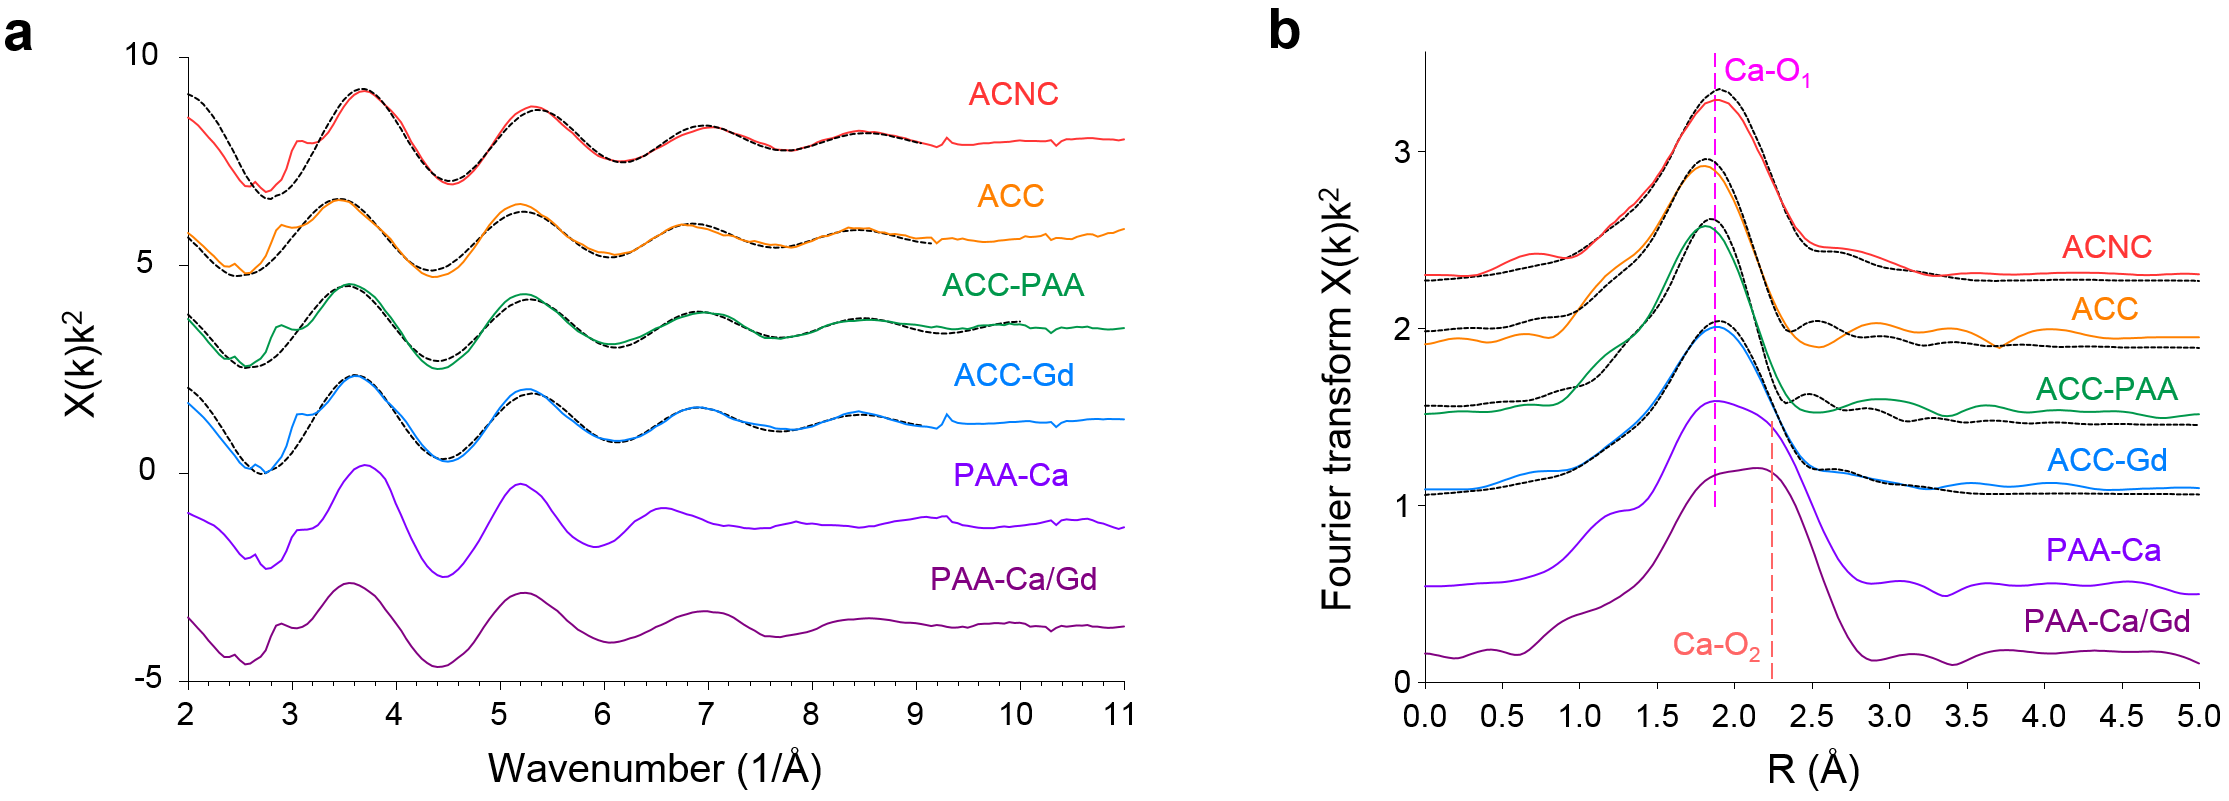 a
10
5
0
-5
X(k)k²
ACNC
ACC
ACC-PAA
ACC-Gd
PAA-Ca
PAA-Ca/Gd
2 3 4 5 6 7 8 9 10 11
Wavenumber (1/Å)
b
3
2
1
0
Fourier transform X(k)k²
Ca-O₁
ACNC
ACC
ACC-PAA
ACC-Gd
PAA-Ca
PAA-Ca/Gd
Ca-O₂
0.0 0.5 1.0 1.5 2.0 2.5 3.0 3.5 4.0 4.5 5.0
R (Å)